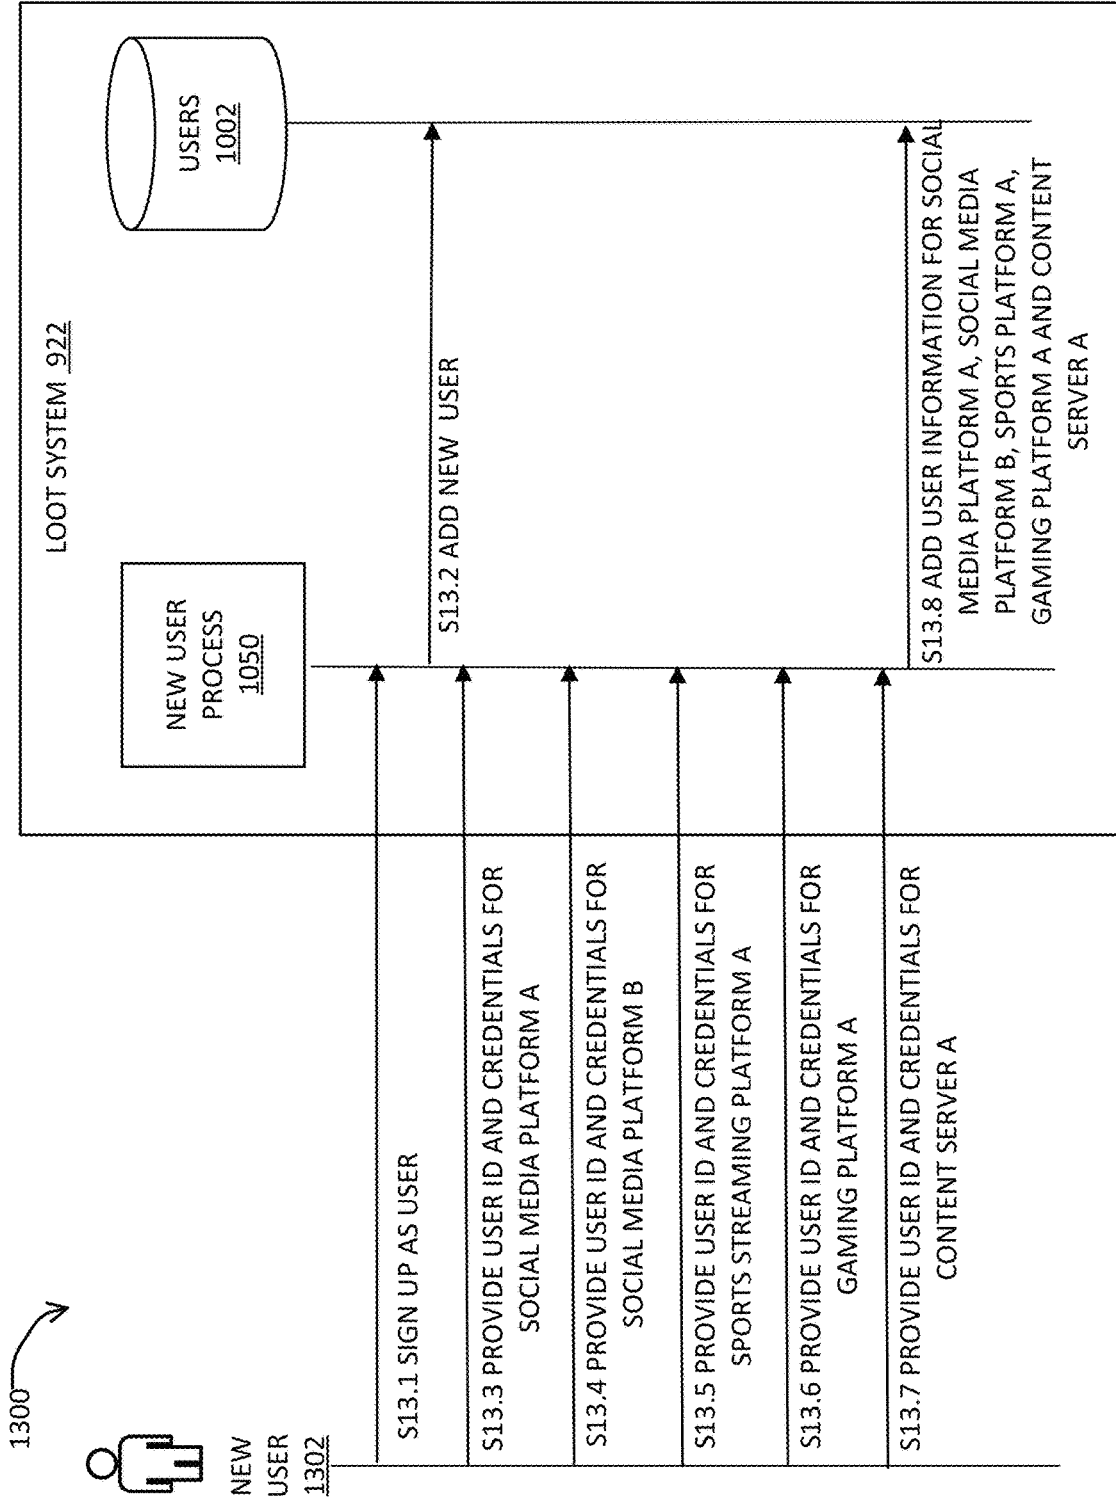 1300
NEW
USER
1302
LOOT SYSTEM 922
NEW USER
PROCESS
1050
USERS
1002
S13.1 SIGN UP AS USER
S13.2 ADD NEW USER
S13.3 PROVIDE USER ID AND CREDENTIALS FOR
SOCIAL MEDIA PLATFORM A
S13.4 PROVIDE USER ID AND CREDENTIALS FOR
SOCIAL MEDIA PLATFORM B
S13.5 PROVIDE USER ID AND CREDENTIALS FOR
SPORTS STREAMING PLATFORM A
S13.6 PROVIDE USER ID AND CREDENTIALS FOR
GAMING PLATFORM A
S13.7 PROVIDE USER ID AND CREDENTIALS FOR
CONTENT SERVER A
S13.8 ADD USER INFORMATION FOR SOCIAL
MEDIA PLATFORM A, SOCIAL MEDIA
PLATFORM B, SPORTS PLATFORM A,
GAMING PLATFORM A AND CONTENT
SERVER A